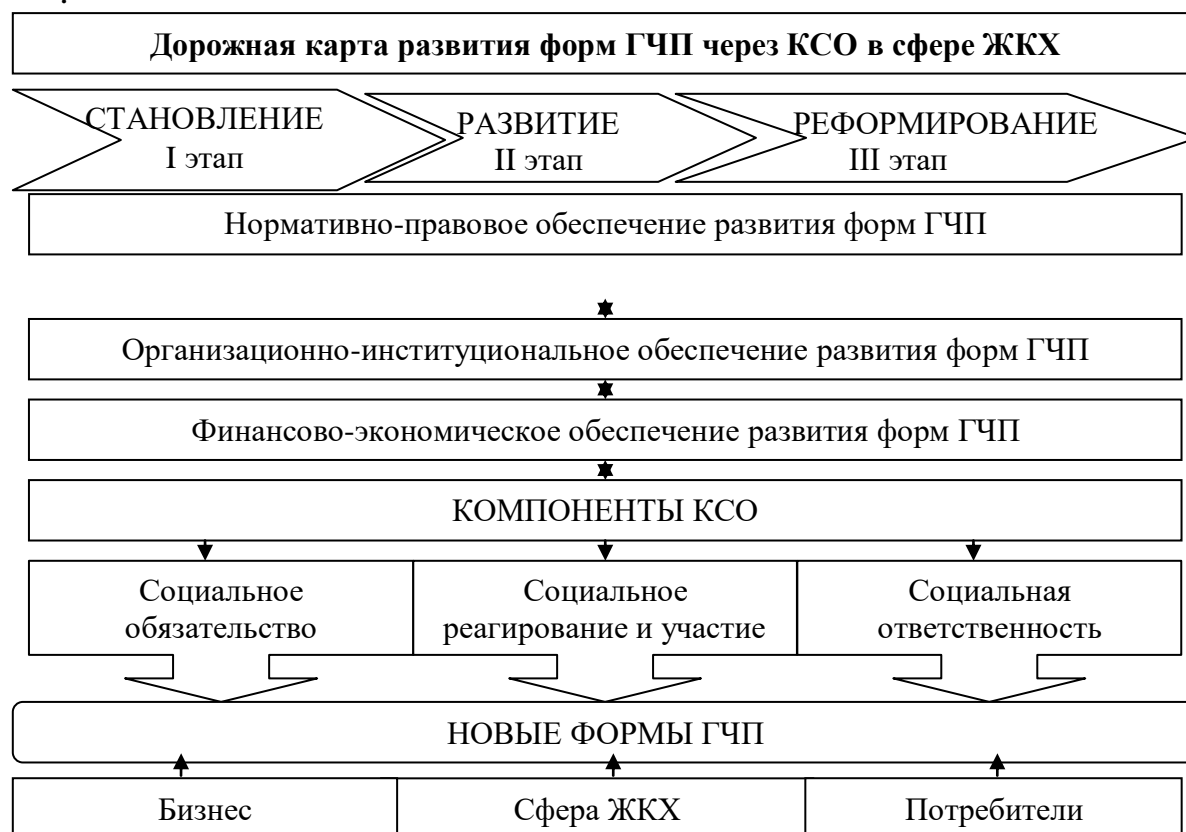 Дорожная карта развития форм ГЧП через КСО в сфере ЖКХ
СТАНОВЛЕНИЕ
I этап
РАЗВИТИЕ
II этап
РЕФОРМИРОВАНИЕ
III этап
Нормативно-правовое обеспечение развития форм ГЧП
Организационно-институциональное обеспечение развития форм ГЧП
Финансово-экономическое обеспечение развития форм ГЧП
КОМПОНЕНТЫ КСО
Социальное
обязательство
Социальное
реагирование и участие
Социальная
ответственность
НОВЫЕ ФОРМЫ ГЧП
Бизнес
Сфера ЖКХ
Потребители